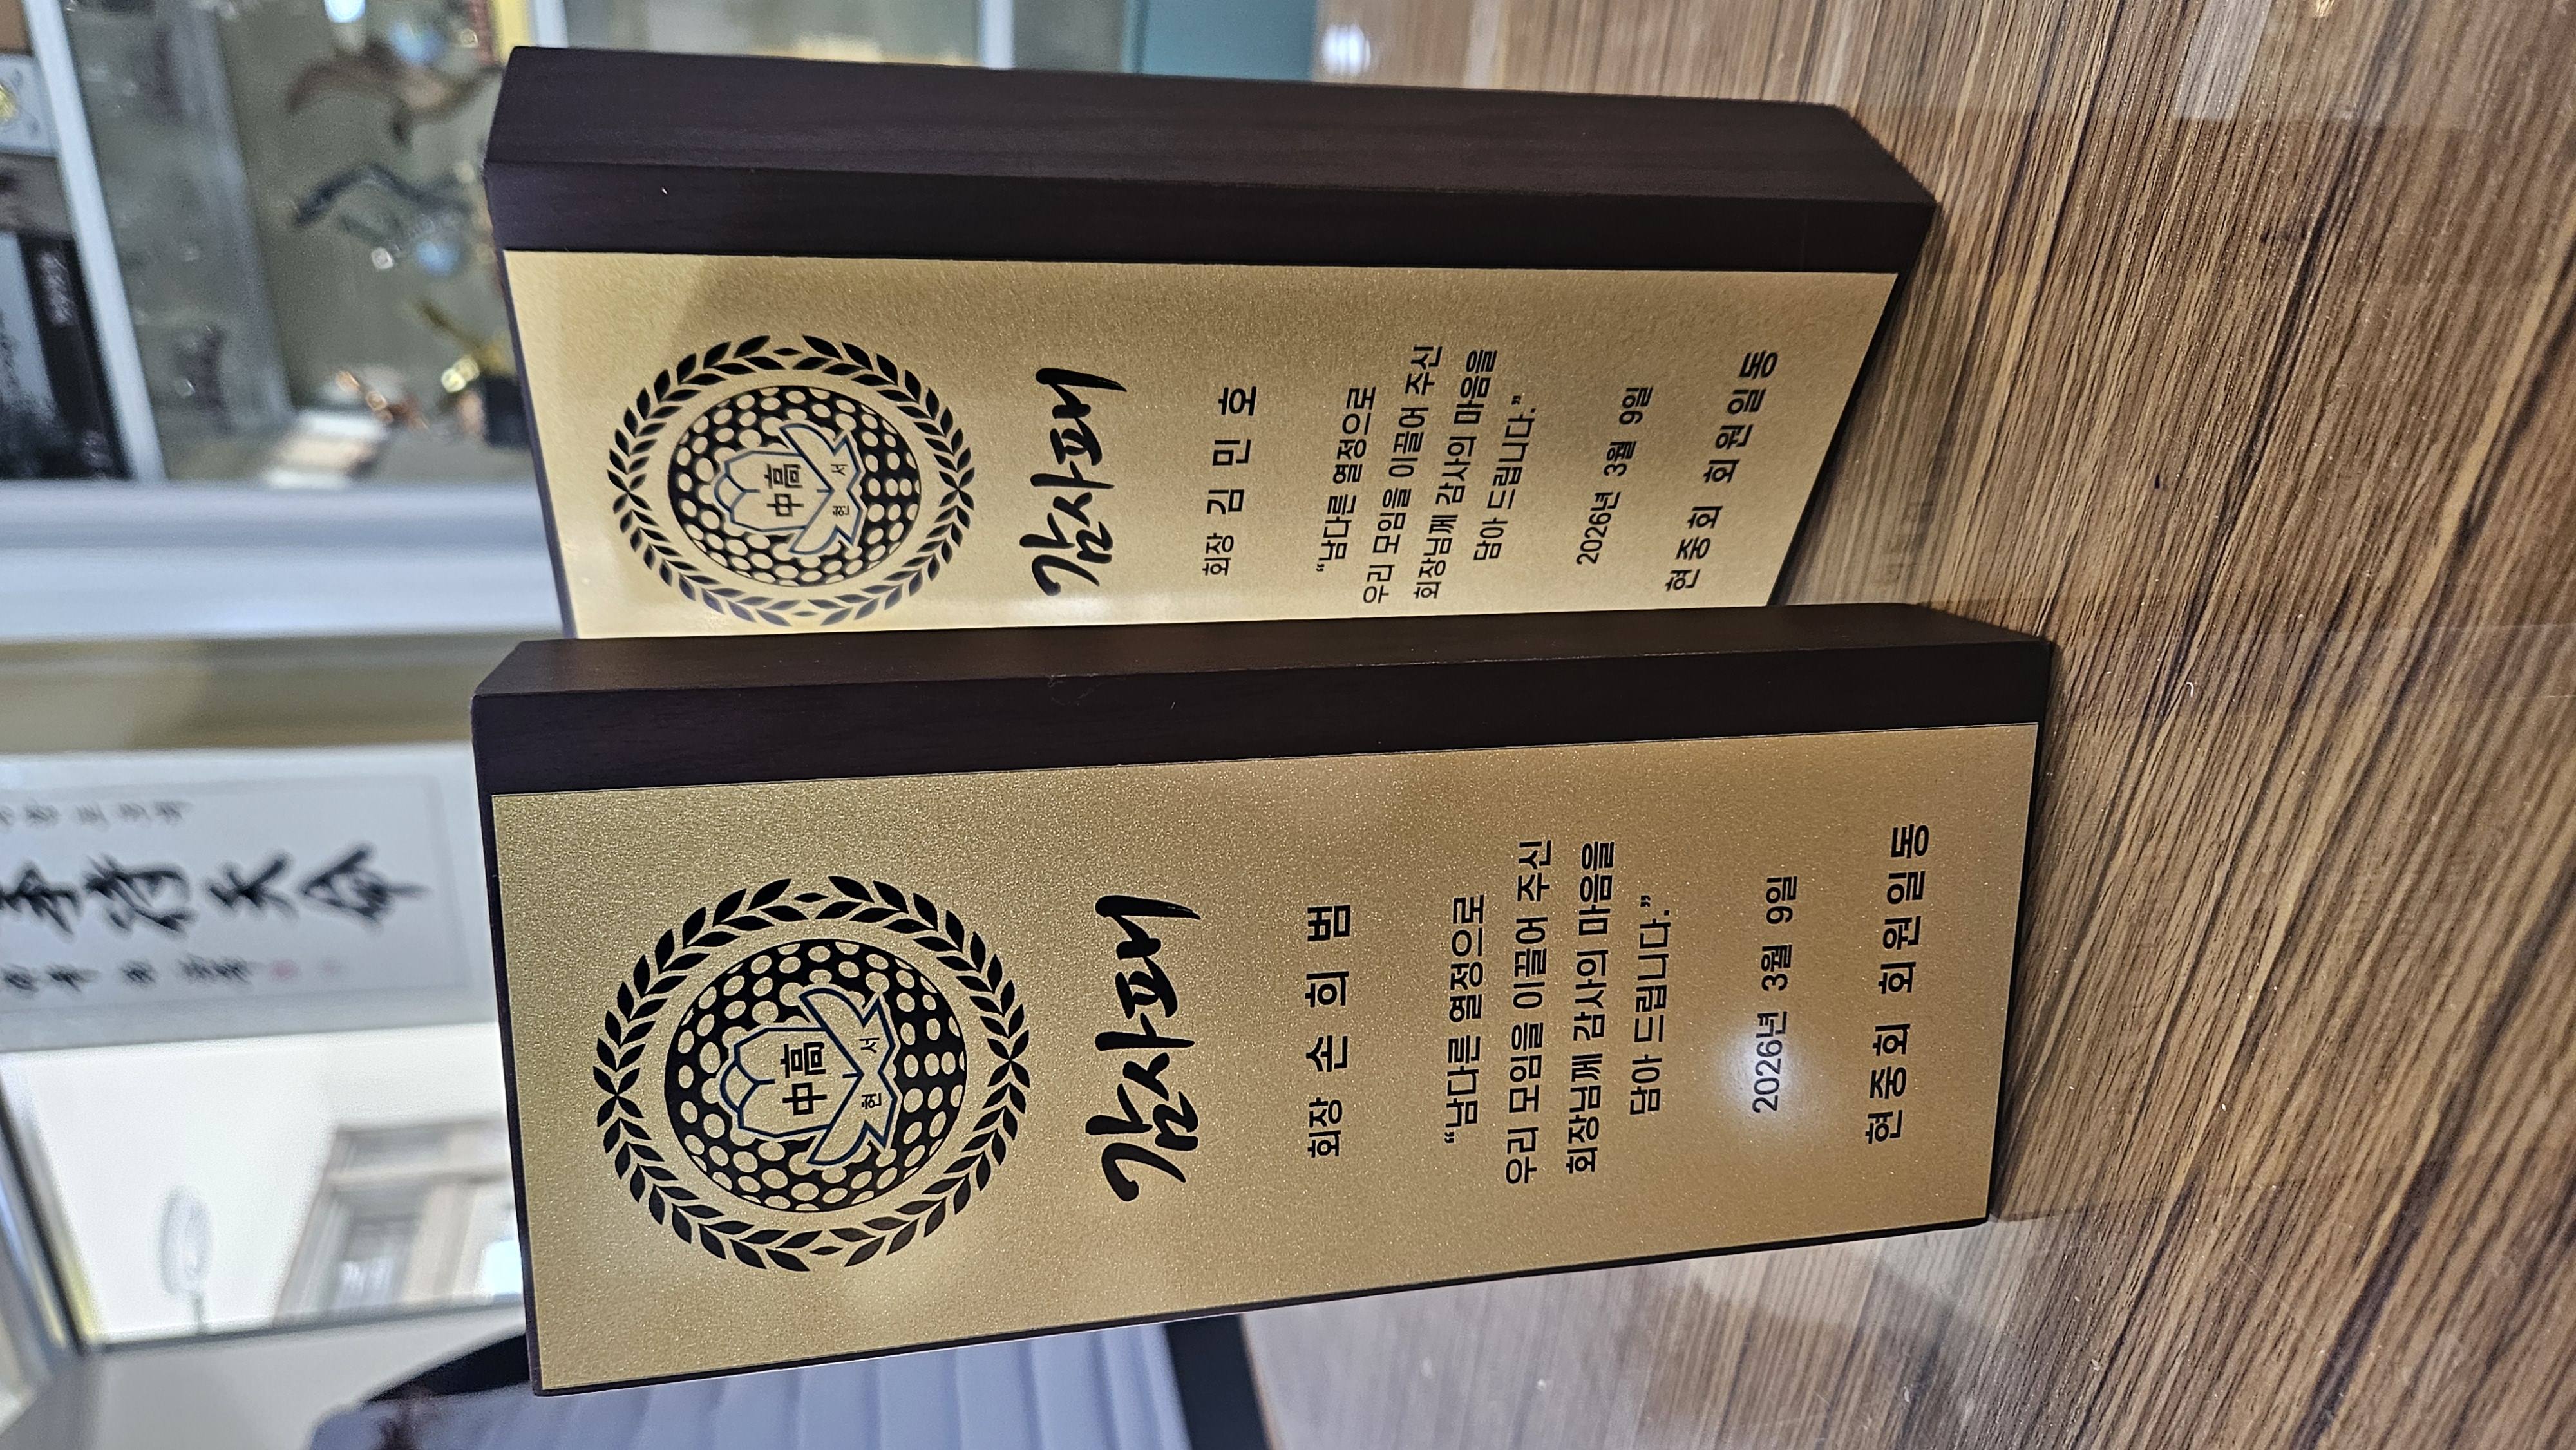 中高
현 서
감사패
회장 손 희 범
“남다른 열정으로
우리 모임을 이끌어 주신
회장님께 감사의 마음을
담아 드립니다.”
2026년 3월 9일
현중회 회원일동
中高
현 서
감사패
회장 김 민 호
“남다른 열정으로
우리 모임을 이끌어 주신
회장님께 감사의 마음을
담아 드립니다.”
2026년 3월 9일
현중회 회원일동